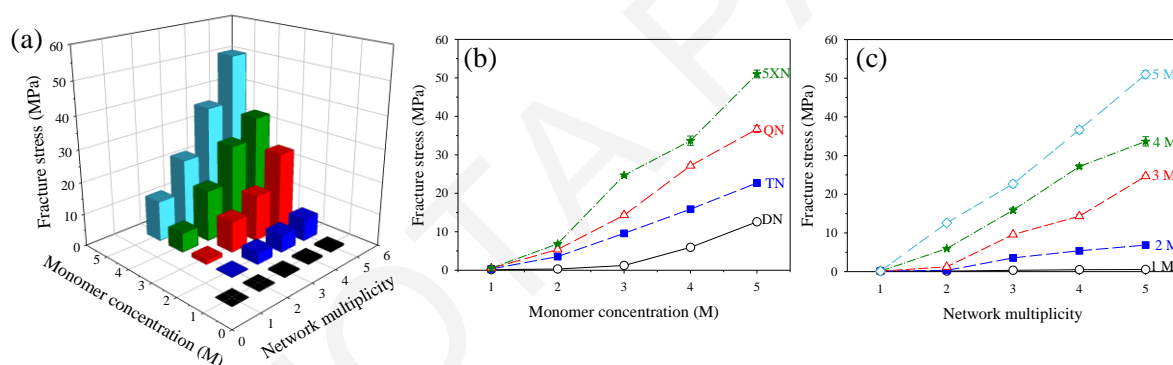 (a)
Fracture stress (MPa)
60
50
40
30
20
10
0
5
4
3
2
1
0
Monomer concentration (M)
0
1
2
3
4
5
6
Network multiplicity
(b)
Fracture stress (MPa)
60
50
40
30
20
10
0
5XN
QN
TN
DN
1 2 3 4 5
Monomer concentration (M)
(c)
Fracture stress (MPa)
60
50
40
30
20
10
0
5 M
4 M
3 M
2 M
1 M
1 2 3 4 5
Network multiplicity
NOTA PA